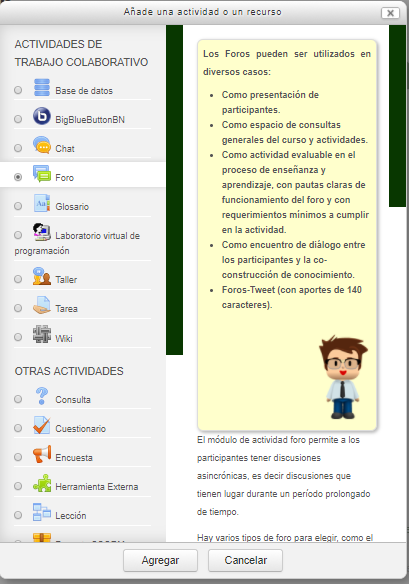 Añade una actividad o un recurso
ACTIVIDADES DE
TRABAJO COLABORATIVO
Base de datos
BigBlueButtonBN
Chat
Foro
Glosario
Laboratorio virtual de
programación
Taller
Tarea
Wiki
OTRAS ACTIVIDADES
Consulta
Cuestionario
Encuesta
Herramienta Externa
Lección
Los Foros pueden ser utilizados en
diversos casos:
Como presentación de
participantes.
Como espacio de consultas
generales del curso y actividades.
Como actividad evaluable en el
proceso de enseñanza y
aprendizaje, con pautas claras de
funcionamiento del foro y con
requerimientos mínimos a cumplir
en la actividad.
Como encuentro de diálogo entre
los participantes y la co-
construcción de conocimiento.
Foros-Tweet (con aportes de 140
caracteres).
El módulo de actividad foro permite a los
participantes tener discusiones
asincrónicas, es decir discusiones que
tienen lugar durante un período prolongado
de tiempo.
Hay varios tipos de foro para elegir, como el
Agregar
Cancelar